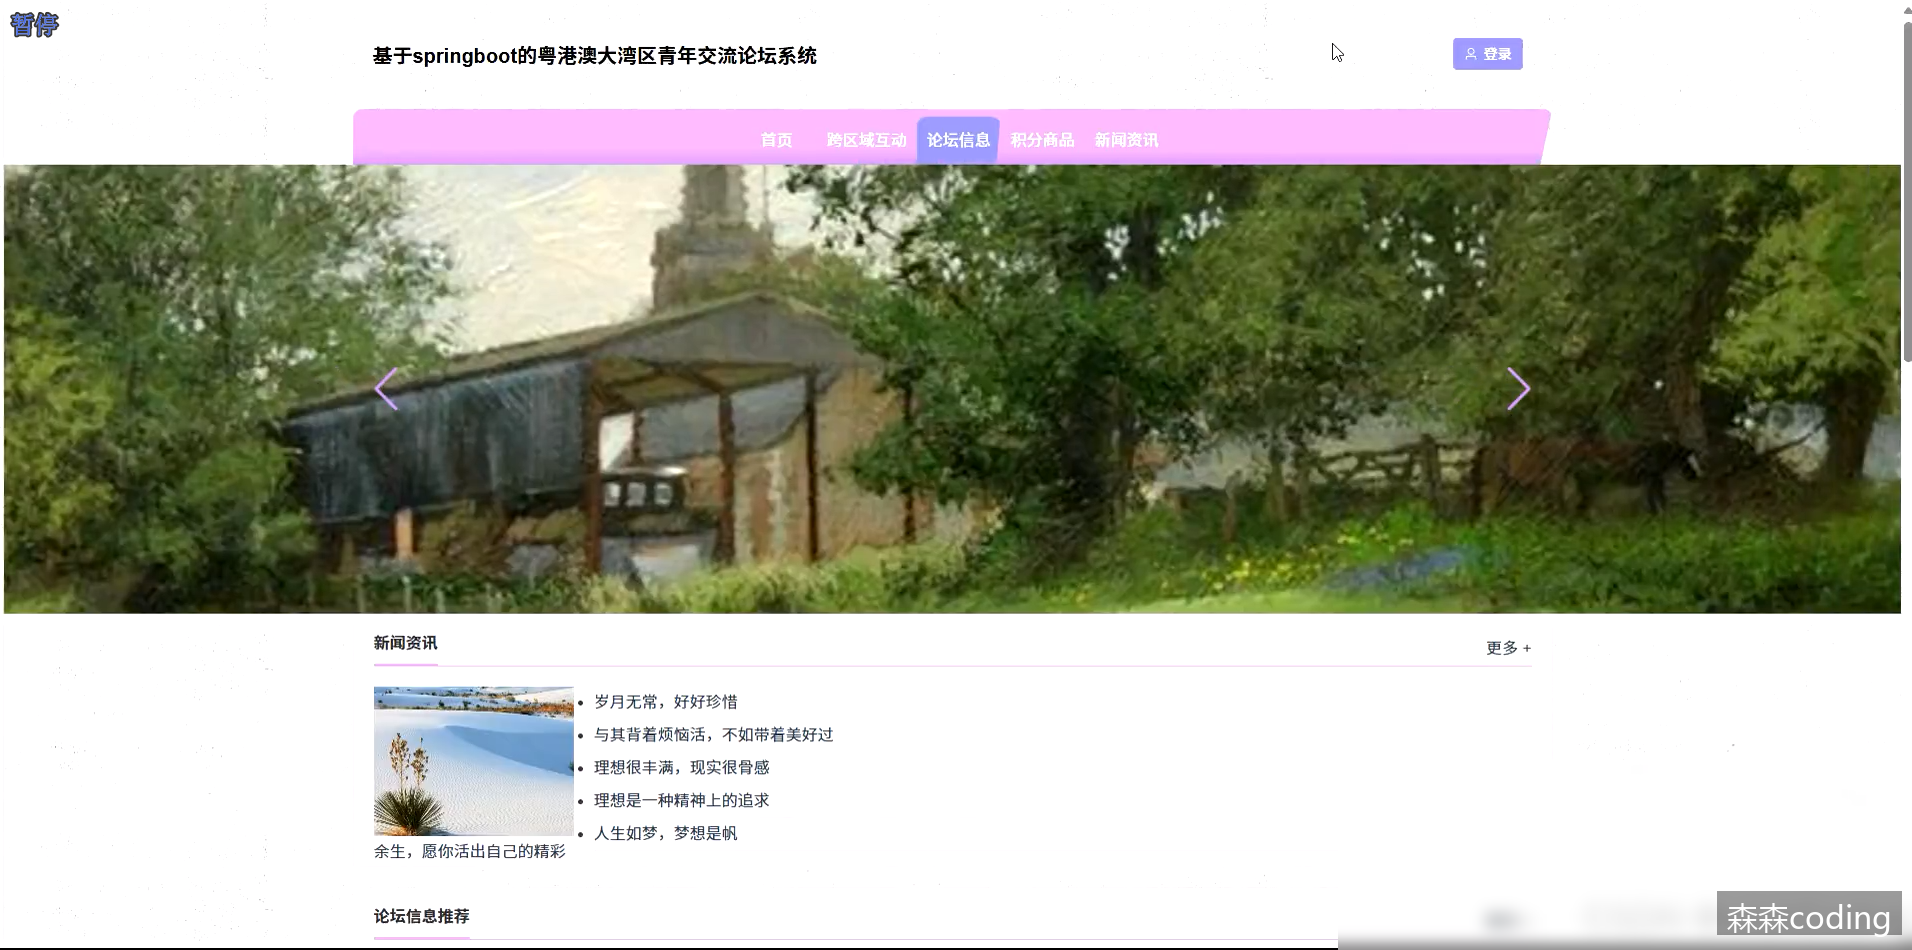 暂停
基于springboot的粤港澳大湾区青年交流论坛系统
登录
首页 跨区域互动 论坛信息 积分商品 新闻资讯
新闻资讯
更多 +
岁月无常，好好珍惜
与其背着烦恼活，不如带着美好过
理想很丰满，现实很骨感
理想是一种精神上的追求
人生如梦，梦想是帆
余生，愿你活出自己的精彩
论坛信息推荐
森森coding